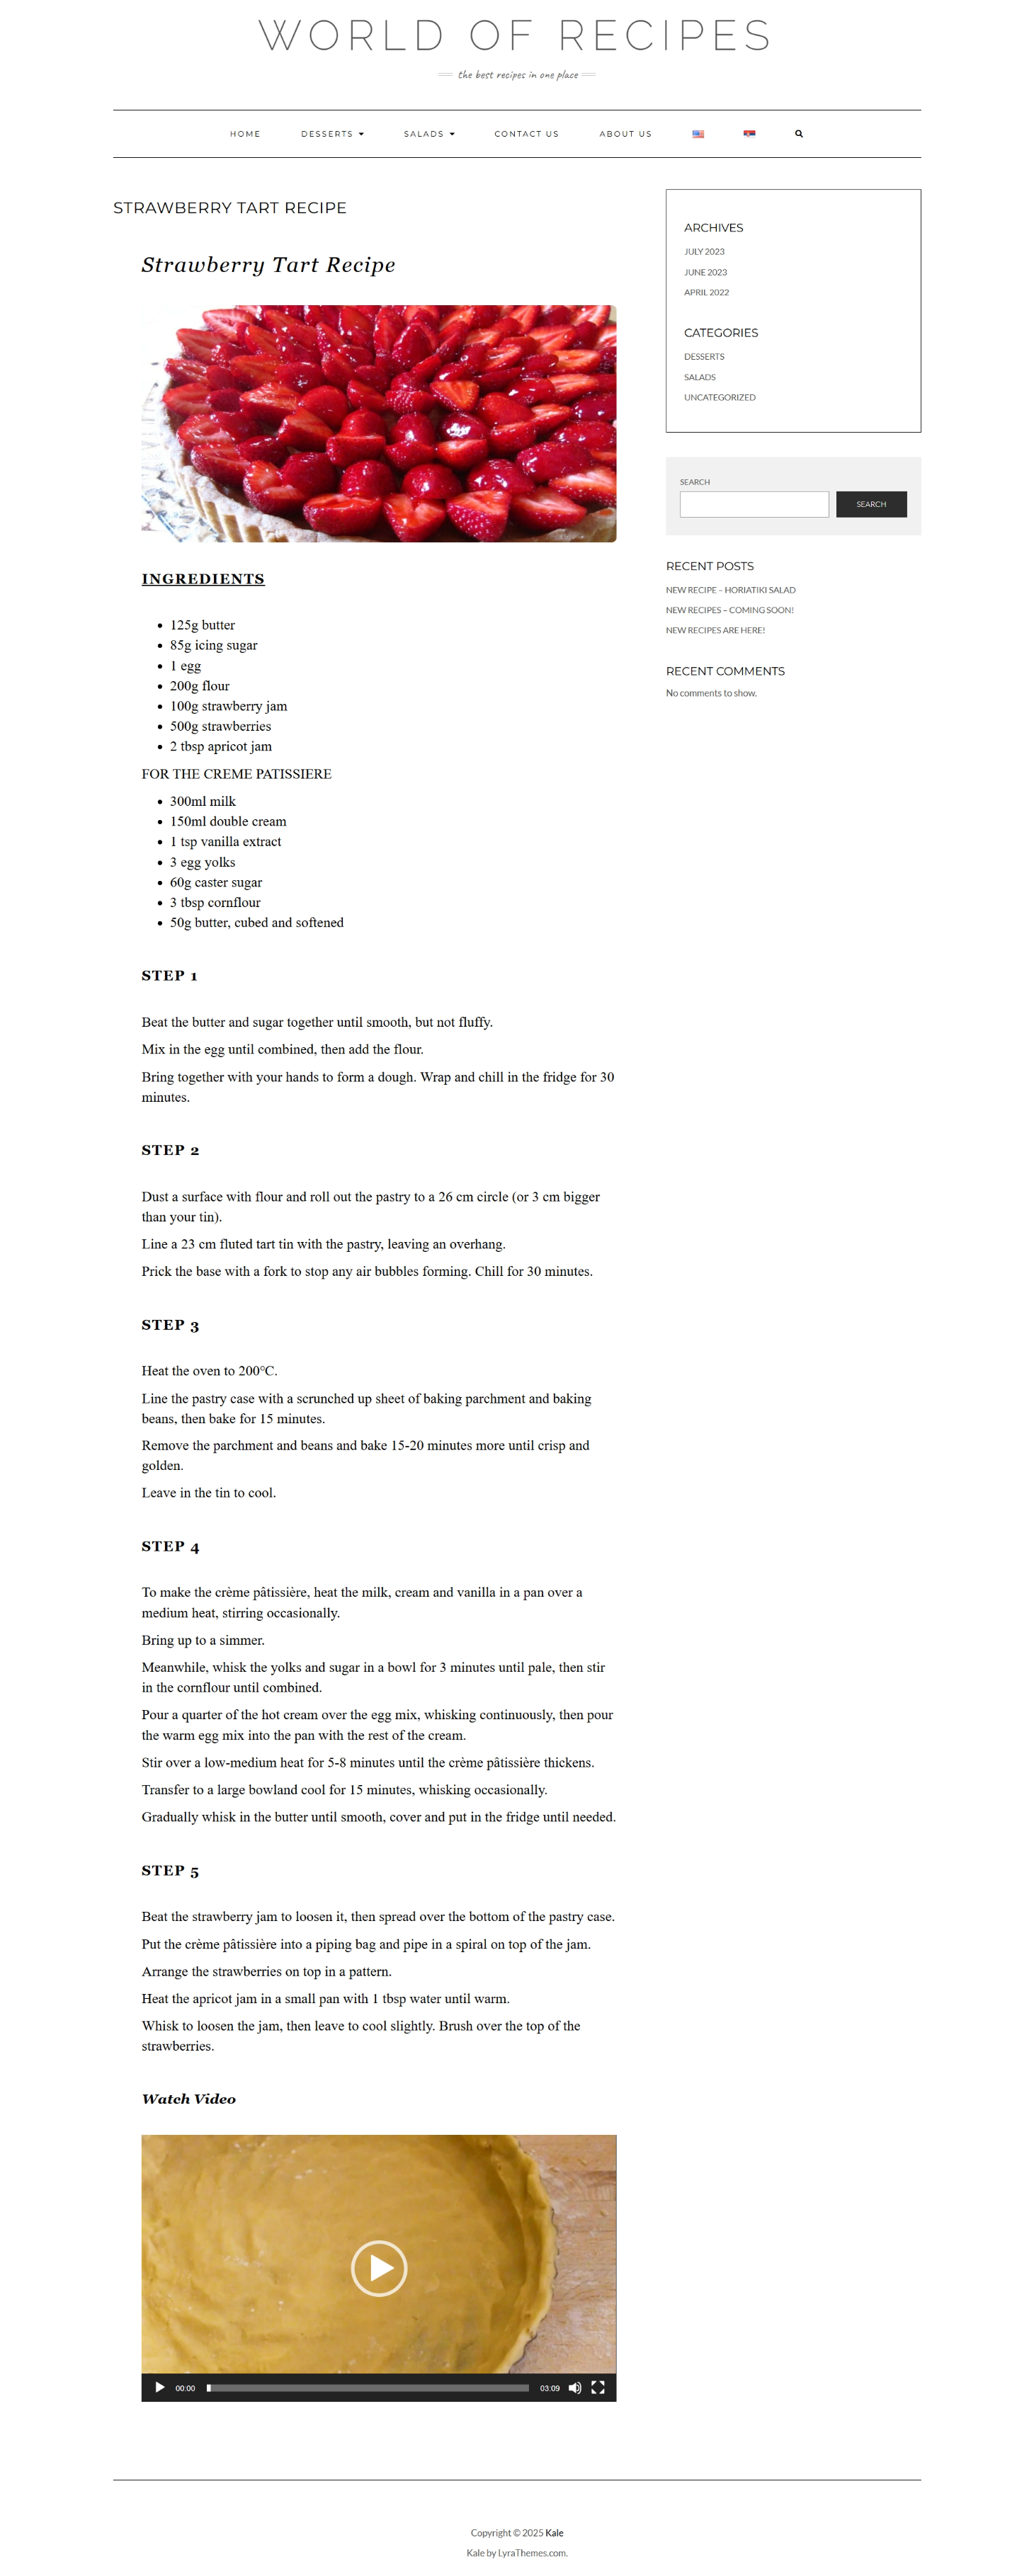 WORLD OF RECIPES
the best recipes in one place
HOME
DESSERTS
SALADS
CONTACT US
ABOUT US
STRAWBERRY TART RECIPE
Strawberry Tart Recipe
INGREDIENTS
125g butter
85g icing sugar
1 egg
200g flour
100g strawberry jam
500g strawberries
2 tbsp apricot jam
FOR THE CREME PATISSIERE
300ml milk
150ml double cream
1 tsp vanilla extract
3 egg yolks
60g caster sugar
3 tbsp cornflour
50g butter, cubed and softened
STEP 1
Beat the butter and sugar together until smooth, but not fluffy.
Mix in the egg until combined, then add the flour.
Bring together with your hands to form a dough. Wrap and chill in the fridge for 30
minutes.
STEP 2
Dust a surface with flour and roll out the pastry to a 26 cm circle (or 3 cm bigger
than your tin).
Line a 23 cm fluted tart tin with the pastry, leaving an overhang.
Prick the base with a fork to stop any air bubbles forming. Chill for 30 minutes.
STEP 3
Heat the oven to 200°C.
Line the pastry case with a scrunched up sheet of baking parchment and baking
beans, then bake for 15 minutes.
Remove the parchment and beans and bake 15-20 minutes more until crisp and
golden.
Leave in the tin to cool.
STEP 4
To make the crème pâtissière, heat the milk, cream and vanilla in a pan over a
medium heat, stirring occasionally.
Bring up to a simmer.
Meanwhile, whisk the yolks and sugar in a bowl for 3 minutes until pale, then stir
in the cornflour until combined.
Pour a quarter of the hot cream over the egg mix, whisking continuously, then pour
the warm egg mix into the pan with the rest of the cream.
Stir over a low-medium heat for 5-8 minutes until the crème pâtissière thickens.
Transfer to a large bowland cool for 15 minutes, whisking occasionally.
Gradually whisk in the butter until smooth, cover and put in the fridge until needed.
STEP 5
Beat the strawberry jam to loosen it, then spread over the bottom of the pastry case.
Put the crème pâtissière into a piping bag and pipe in a spiral on top of the jam.
Arrange the strawberries on top in a pattern.
Heat the apricot jam in a small pan with 1 tbsp water until warm.
Whisk to loosen the jam, then leave to cool slightly. Brush over the top of the
strawberries.
Watch Video
00:00
03:09
ARCHIVES
JULY 2023
JUNE 2023
APRIL 2022
CATEGORIES
DESSERTS
SALADS
UNCATEGORIZED
SEARCH
SEARCH
RECENT POSTS
NEW RECIPE – HORIATIKI SALAD
NEW RECIPES – COMING SOON!
NEW RECIPES ARE HERE!
RECENT COMMENTS
No comments to show.
Copyright © 2025 Kale
Kale by LyraThemes.com.